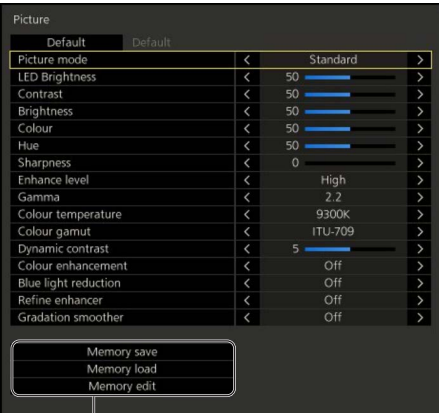 Picture
Default Default
Picture mode < Standard >
LED Brightness < 50 >
Contrast < 50 >
Brightness < 50 >
Colour < 50 >
Hue < 50 >
Sharpness < 0 >
Enhance level < High >
Gamma < 2.2 >
Colour temperature < 9300K >
Colour gamut < ITU-709 >
Dynamic contrast < 5 >
Colour enhancement < Off >
Blue light reduction < Off >
Refine enhancer < Off >
Gradation smoother < Off >
Memory save
Memory load
Memory edit